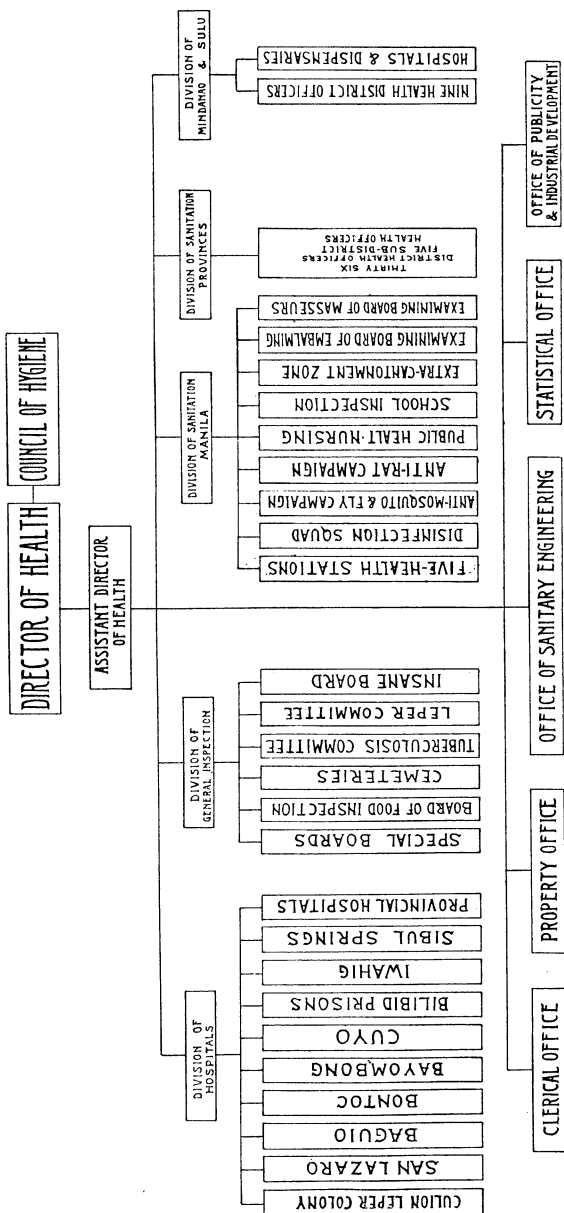 DIRECTOR OF HEALTH
COUNCIL OF HYGIENE
ASSISTANT DIRECTOR
OF HEALTH
DIVISION OF
HOSPITALS
CULION LEPER COLONY
SAN LAZARO
BAGUIO
BONTOC
BAYOMBONG
CUYO
BILIBID PRISONS
IWAHIG
SIBUL SPRINGS
PROVINCIAL HOSPITALS
DIVISION OF
GENERAL INSPECTION
SPECIAL BOARDS
BOARD OF FOOD INSPECTION
CEMETERIES
TUBERCULOSIS COMMITTEE
LEPER COMMITTEE
INSANE BOARD
DIVISION OF SANITATION
MANILA
FIVE-HEALTH STATIONS
DISINFECTION SQUAD
ANTI-MOSQUITO & FLY CAMPAIGN
ANTI-RAT CAMPAIGN
PUBLIC HEALT·NURSING
SCHOOL INSPECTION
EXTRA-CANTONMENT ZONE
EXAMINING BOARD OF EMBALMING
EXAMINING BOARD OF MASSEURS
DIVISION OF SANITATION
PROVINCES
THIRTY SIX
DISTRICT HEALTH OFFICERS
FIVE SUB-DISTRICT
HEALTH OFFICERS
DIVISION OF
MINDANAO & SULU
NINE HEALTH DISTRICT OFFICERS
HOSPITALS & DISPENSARIES
CLERICAL OFFICE
PROPERTY OFFICE
OFFICE OF SANITARY ENGINEERING
STATISTICAL OFFICE
OFFICE OF PUBLICITY
& INDUSTRIAL DEVELOPMENT